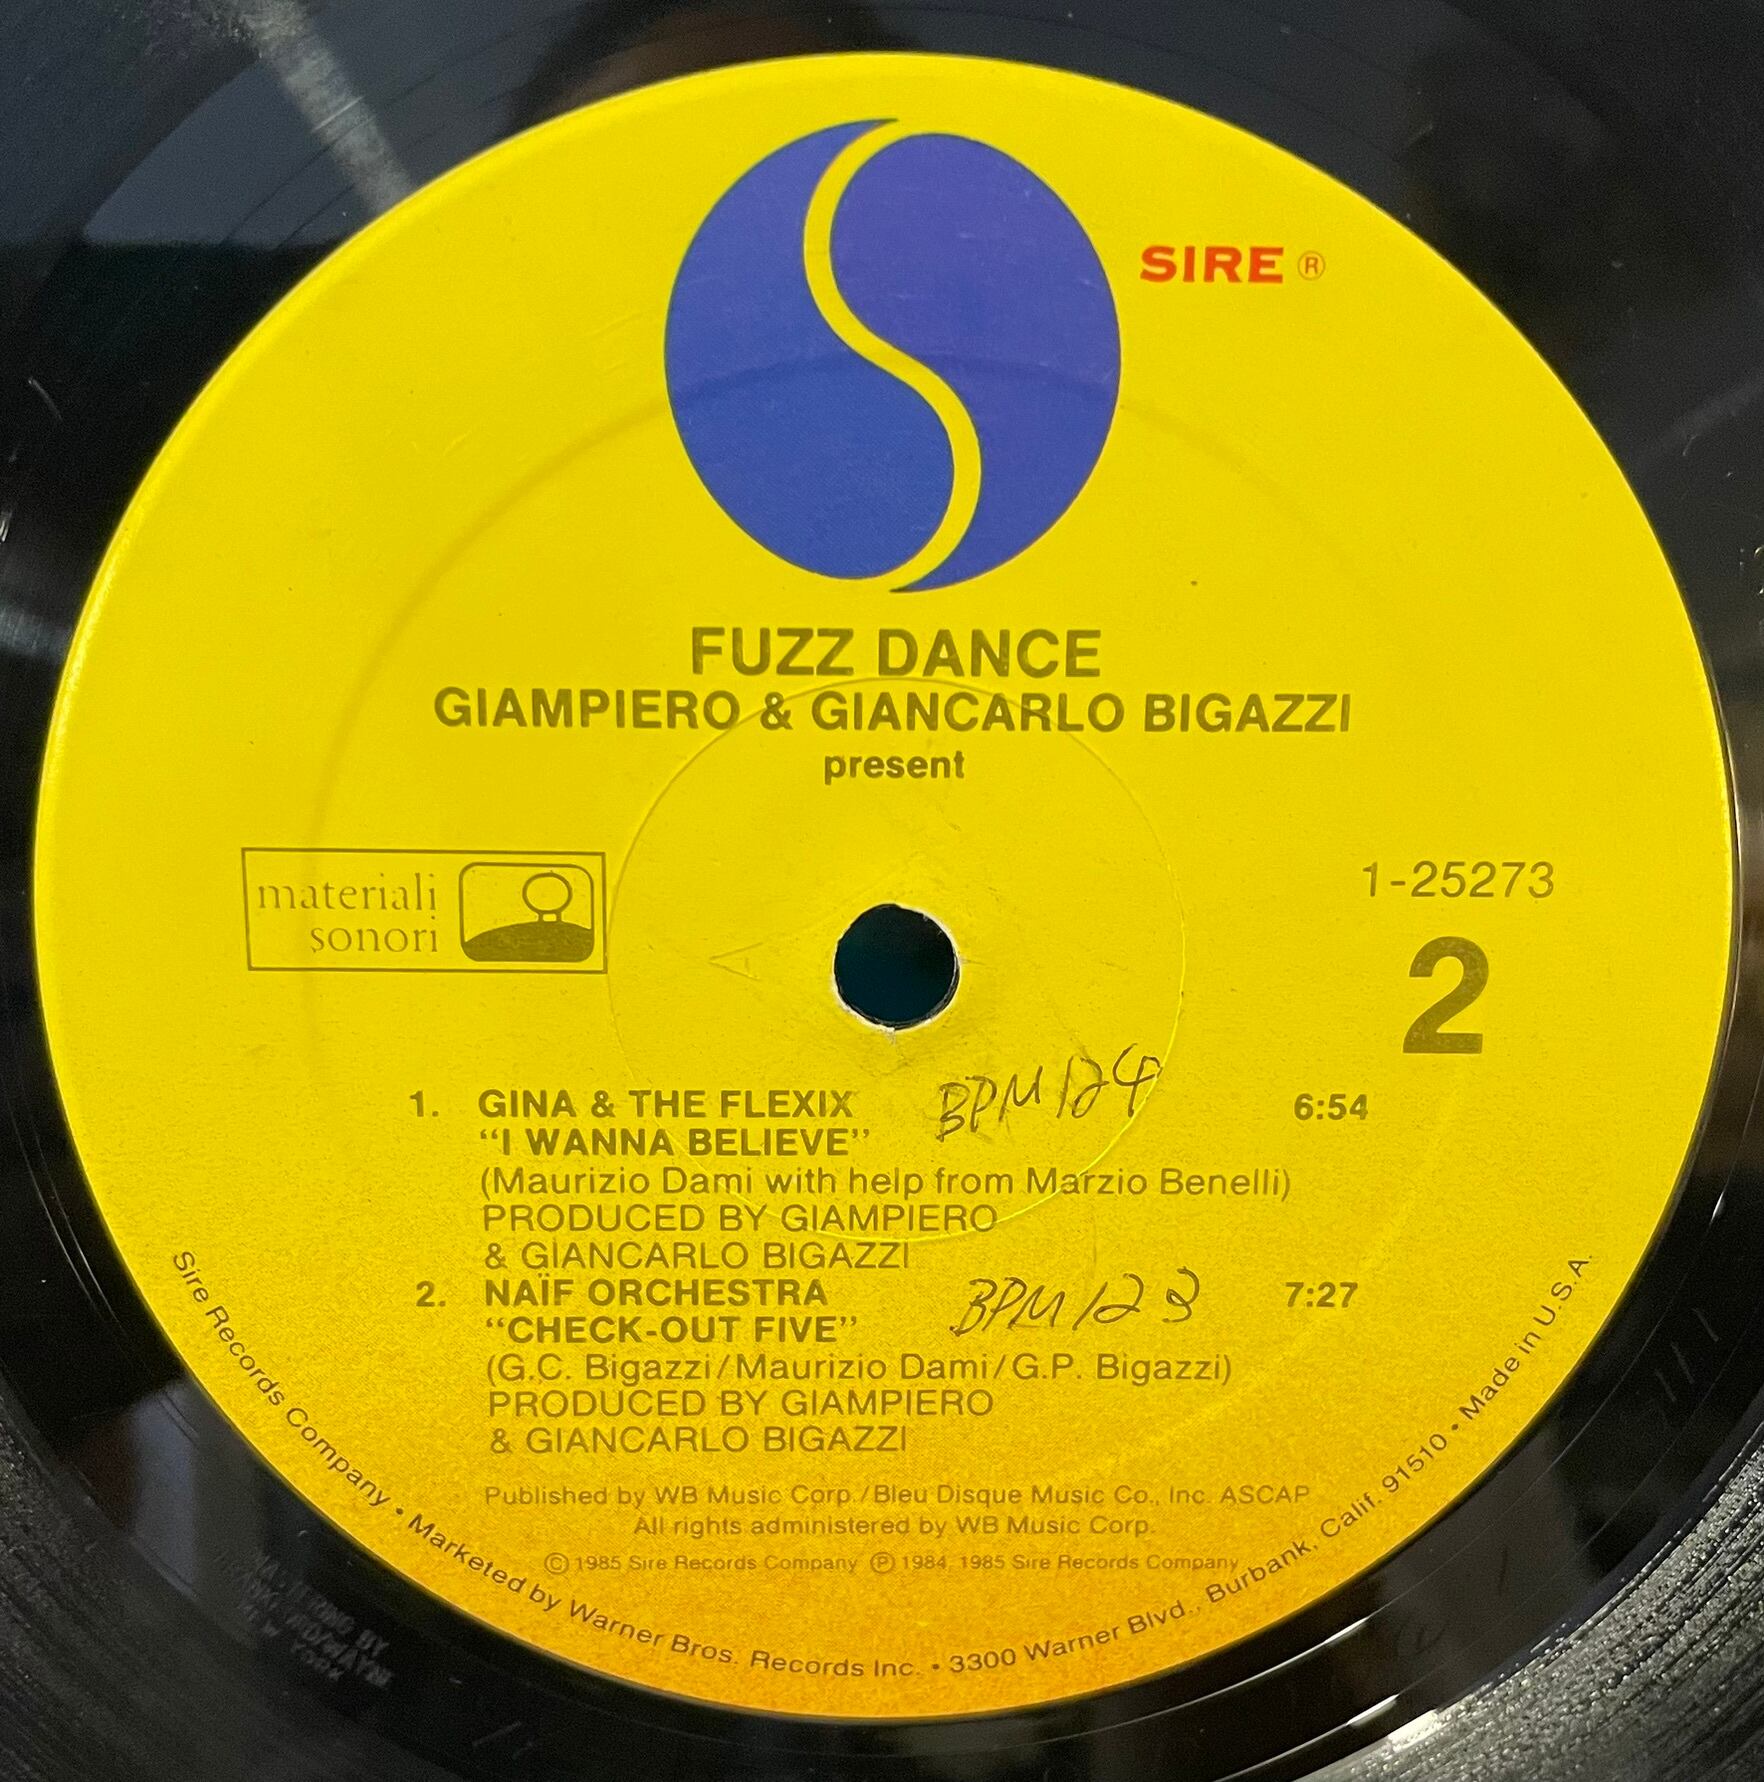 SIRE ®
FUZZ DANCE
GIAMPIERO & GIANCARLO BIGAZZI
present
materiali
sonori
1-25273
2
1. GINA & THE FLEXIX BPM 124 6:54
“I WANNA BELIEVE”
(Maurizio Dami with help from Marzio Benelli)
PRODUCED BY GIAMPIERO
& GIANCARLO BIGAZZI
2. NAÏF ORCHESTRA BPM 123 7:27
“CHECK-OUT FIVE”
(G.C. Bigazzi/Maurizio Dami/G.P. Bigazzi)
PRODUCED BY GIAMPIERO
& GIANCARLO BIGAZZI
Published by WB Music Corp./Bleu Disque Music Co., Inc. ASCAP
All rights administered by WB Music Corp.
© 1985 Sire Records Company ℗ 1984, 1985 Sire Records Company
Sire Records Company • Marketed by Warner Bros. Records Inc. • 3300 Warner Blvd., Burbank, Calif. 91510 • Made in U.S.A.